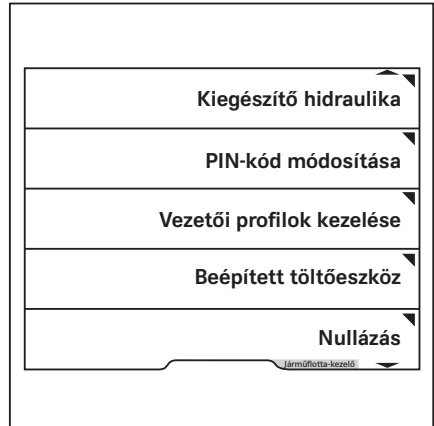 Kiegészítő hidraulika
PIN-kód módosítása
Vezetői profilok kezelése
Beépített töltőeszköz
Nullázás
Járműflotta-kezelő